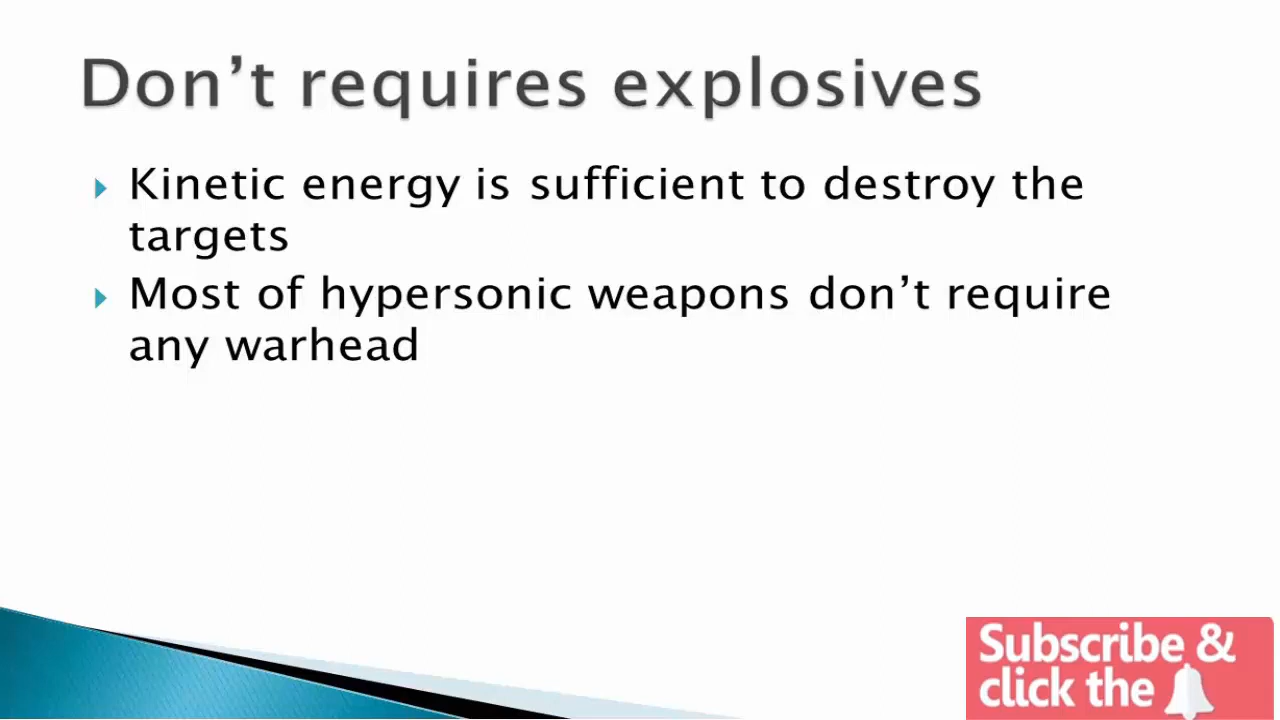 Don’t requires explosives
Kinetic energy is sufficient to destroy the
targets
Most of hypersonic weapons don’t require
any warhead
Subscribe &
click the